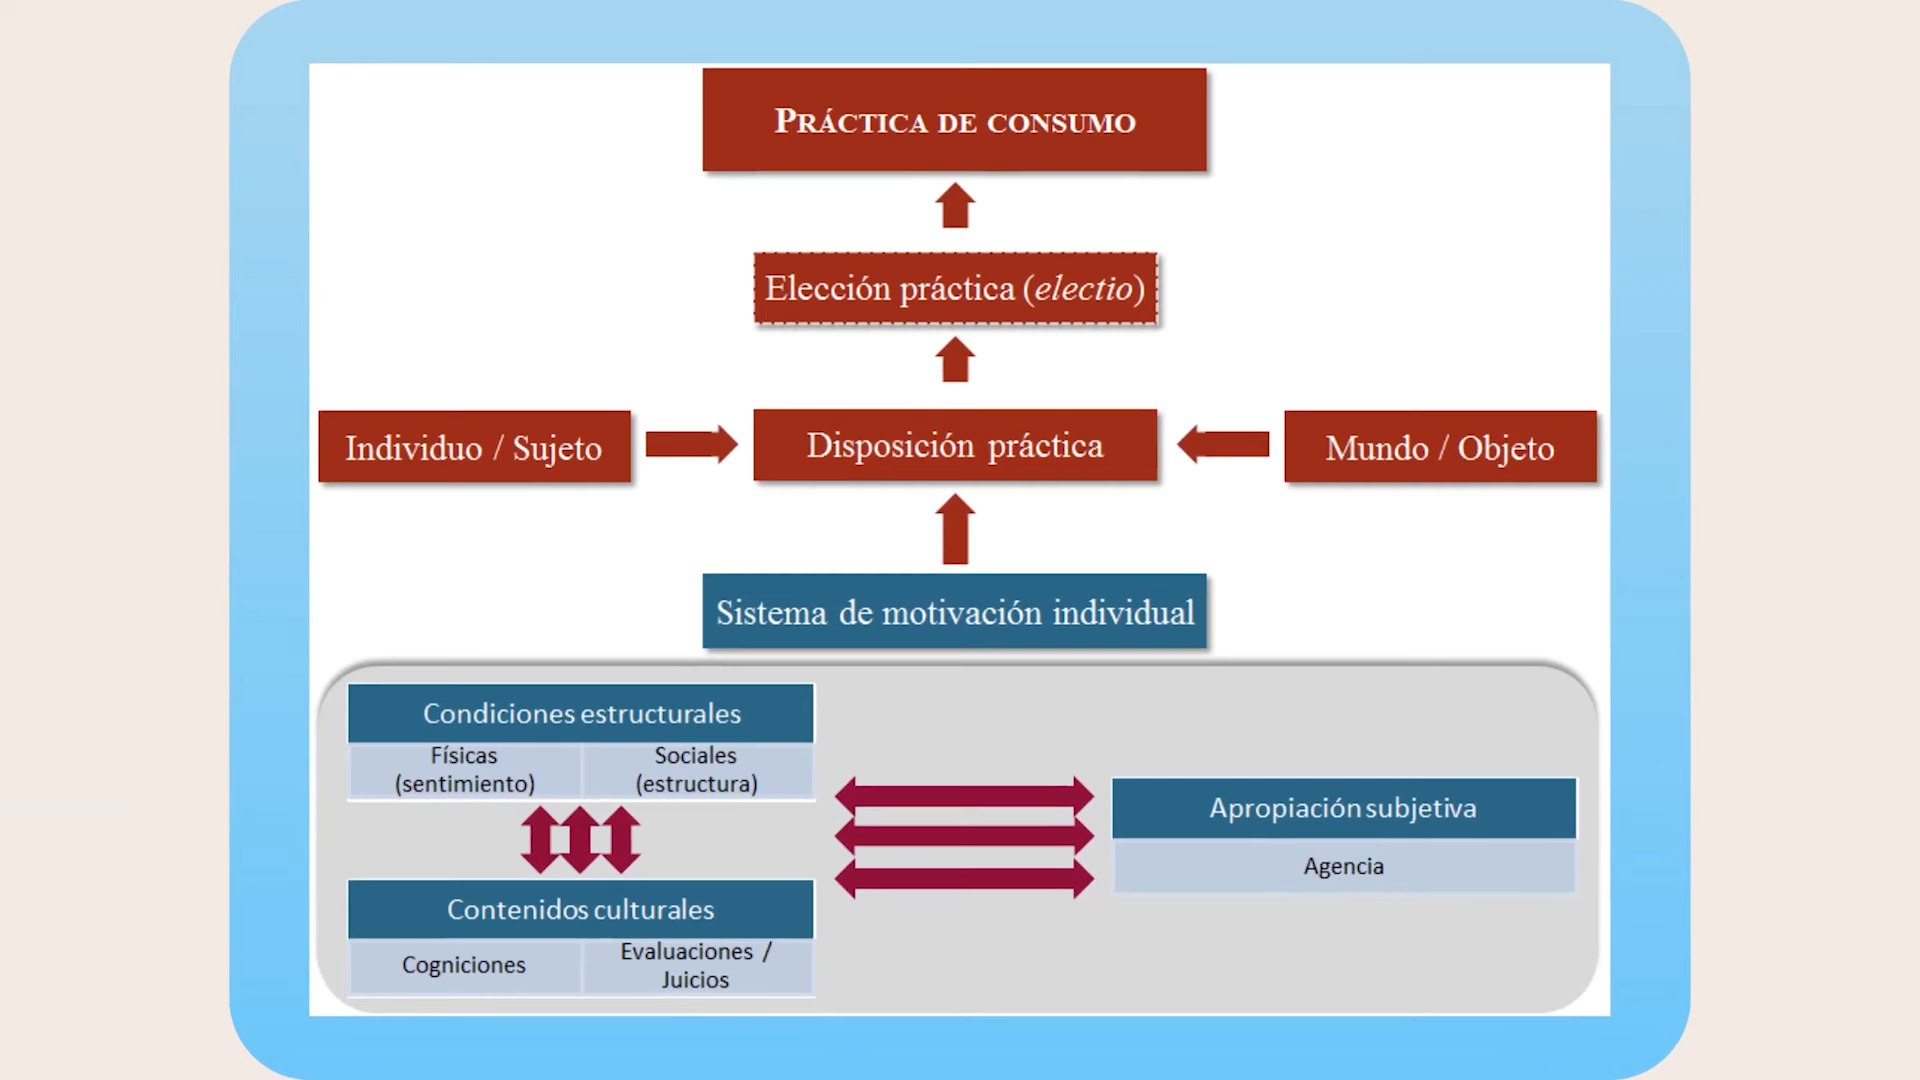 PRÁCTICA DE CONSUMO
Elección práctica (electio)
Individuo / Sujeto
Disposición práctica
Mundo / Objeto
Sistema de motivación individual
Condiciones estructurales
Físicas
(sentimiento)
Sociales
(estructura)
Apropiación subjetiva
Agencia
Contenidos culturales
Cogniciones
Evaluaciones /
Juicios